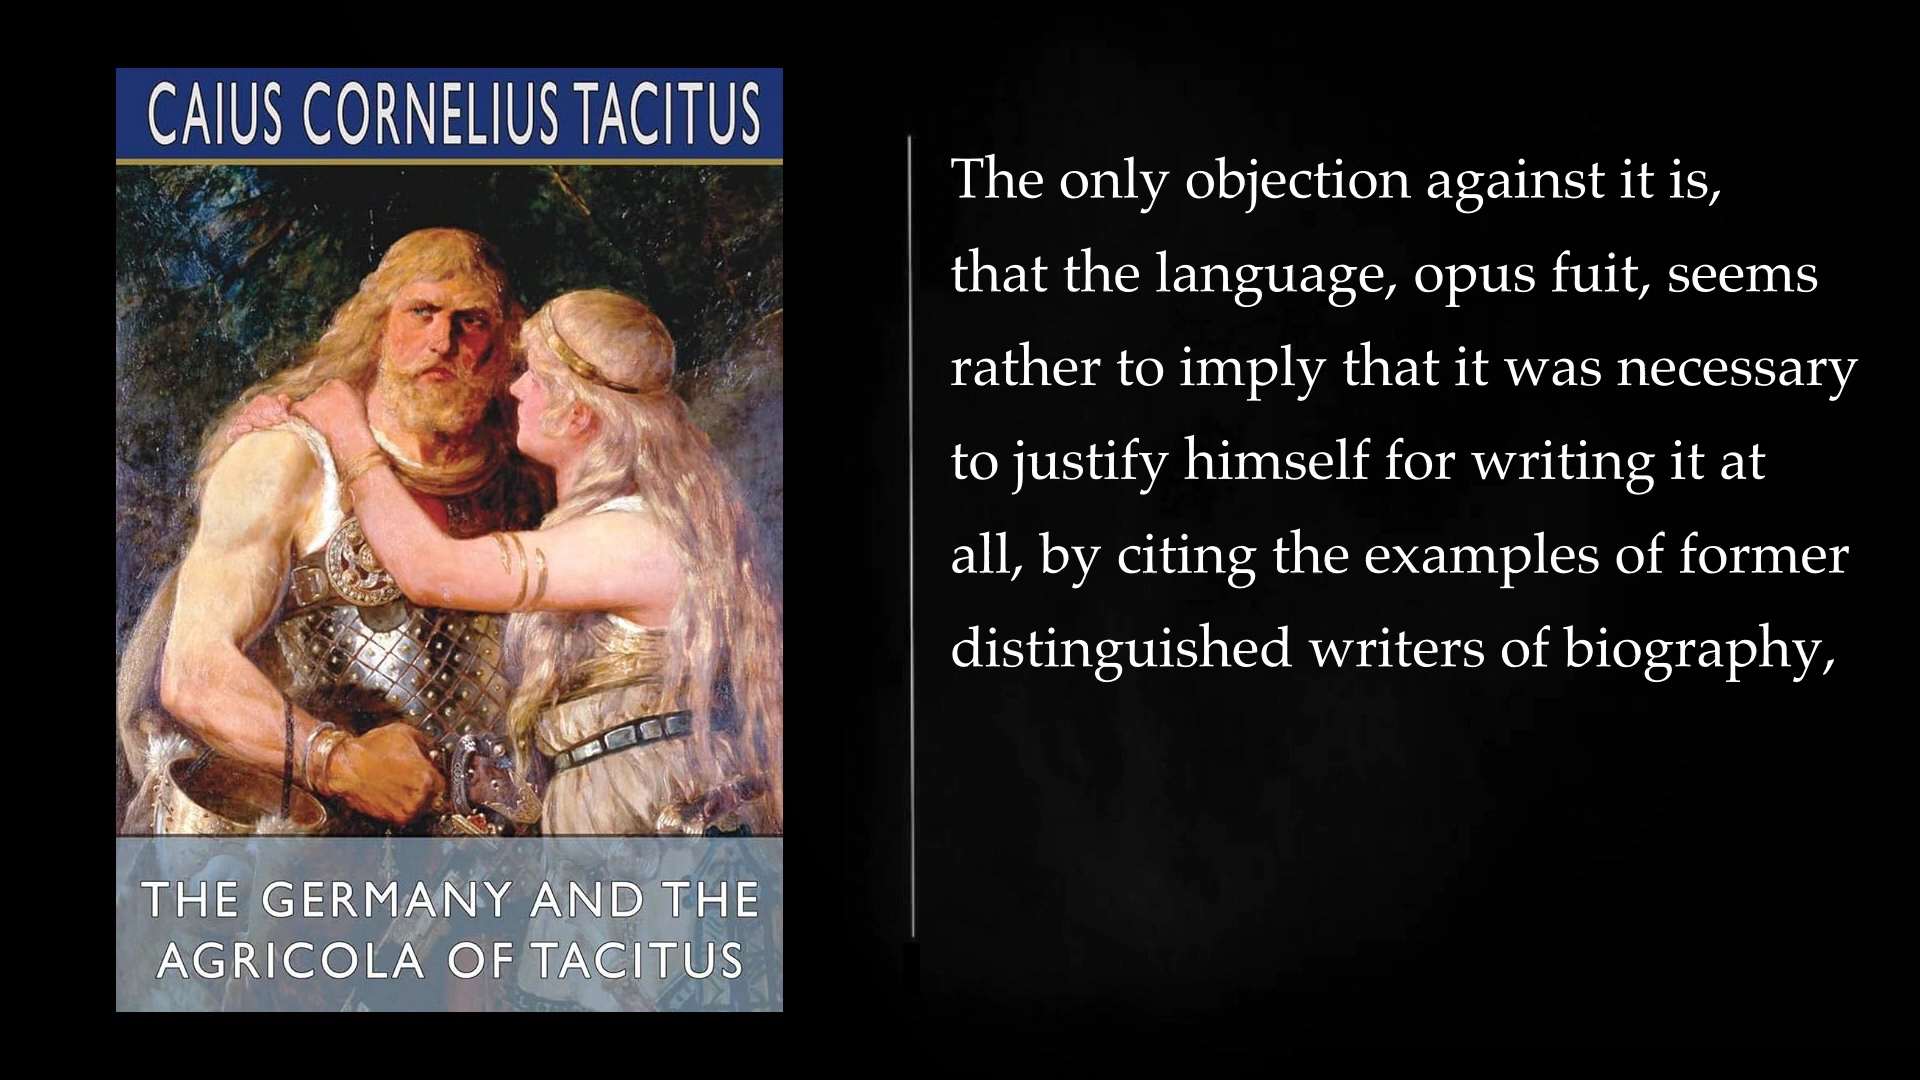 CAIUS CORNELIUS TACITUS
THE GERMANY AND THE
AGRICOLA OF TACITUS
The only objection against it is,
that the language, opus fuit, seems
rather to imply that it was necessary
to justify himself for writing it at
all, by citing the examples of former
distinguished writers of biography,